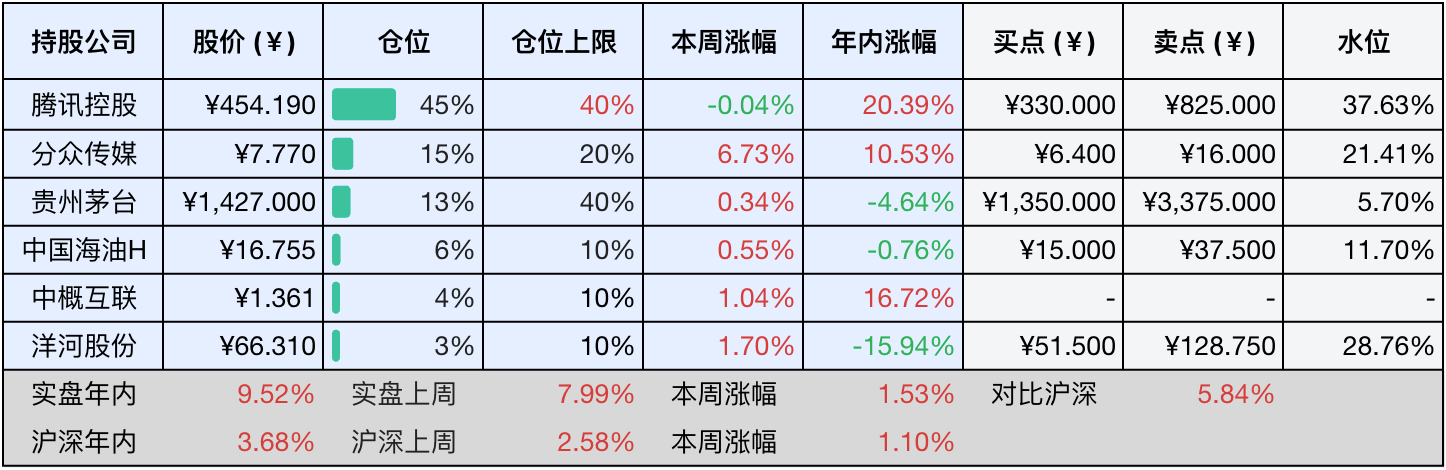 持股公司 股价 (¥) 仓位 仓位上限 本周涨幅 年内涨幅 买点 (¥) 卖点 (¥) 水位
腾讯控股 ¥454.190 45% 40% -0.04% 20.39% ¥330.000 ¥825.000 37.63%
分众传媒 ¥7.770 15% 20% 6.73% 10.53% ¥6.400 ¥16.000 21.41%
贵州茅台 ¥1,427.000 13% 40% 0.34% -4.64% ¥1,350.000 ¥3,375.000 5.70%
中国海油H ¥16.755 6% 10% 0.55% -0.76% ¥15.000 ¥37.500 11.70%
中概互联 ¥1.361 4% 10% 1.04% 16.72% - - -
洋河股份 ¥66.310 3% 10% 1.70% -15.94% ¥51.500 ¥128.750 28.76%
实盘年内 9.52% 实盘上周 7.99% 本周涨幅 1.53% 对比沪深 5.84%
沪深年内 3.68% 沪深上周 2.58% 本周涨幅 1.10%